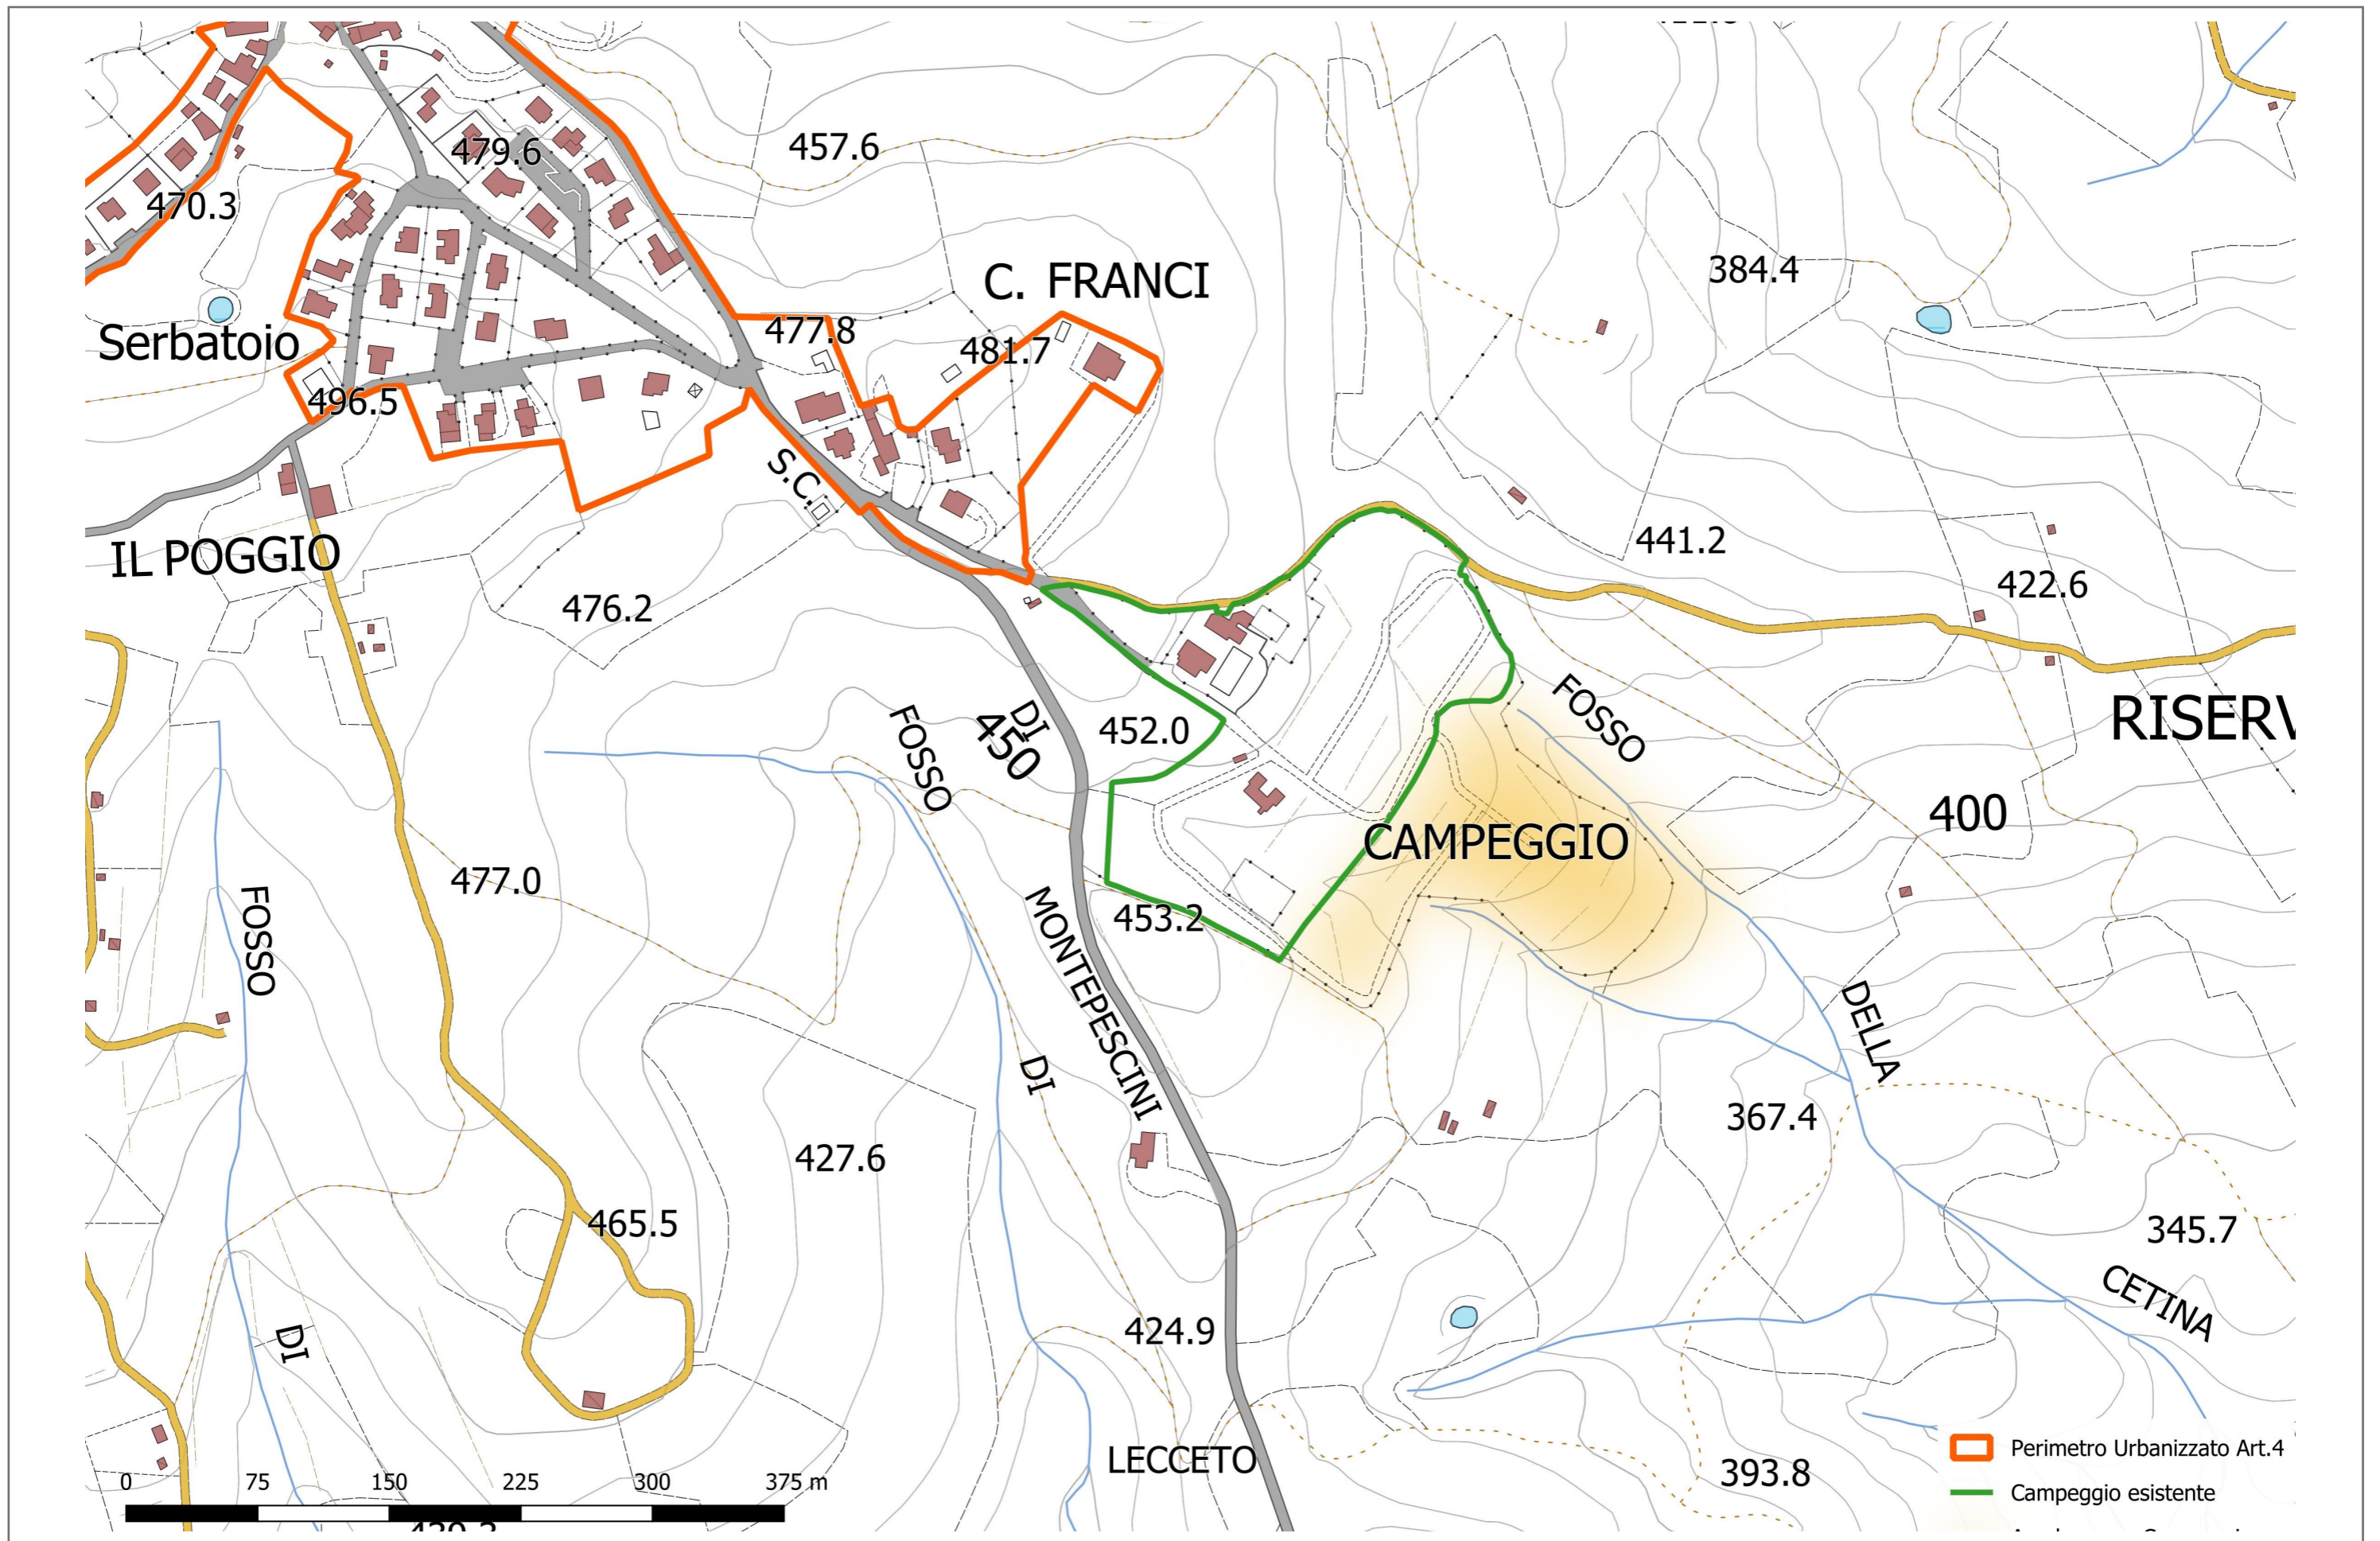 479.6
457.6
470.3
384.4
C. FRANCI
477.8
481.7
Serbatoio
496.5
S.C.
441.2
IL POGGIO
422.6
476.2
FOSSO
DI
450
452.0
FOSSO
RISERV
400
CAMPEGGIO
477.0
453.2
FOSSO
MONTEPESCINI
DELLA
DI
367.4
427.6
465.5
345.7
CETINA
424.9
DI
LECCETO
393.8
Perimetro Urbanizzato Art.4
Campeggio esistente
0 75 150 225 300 375 m